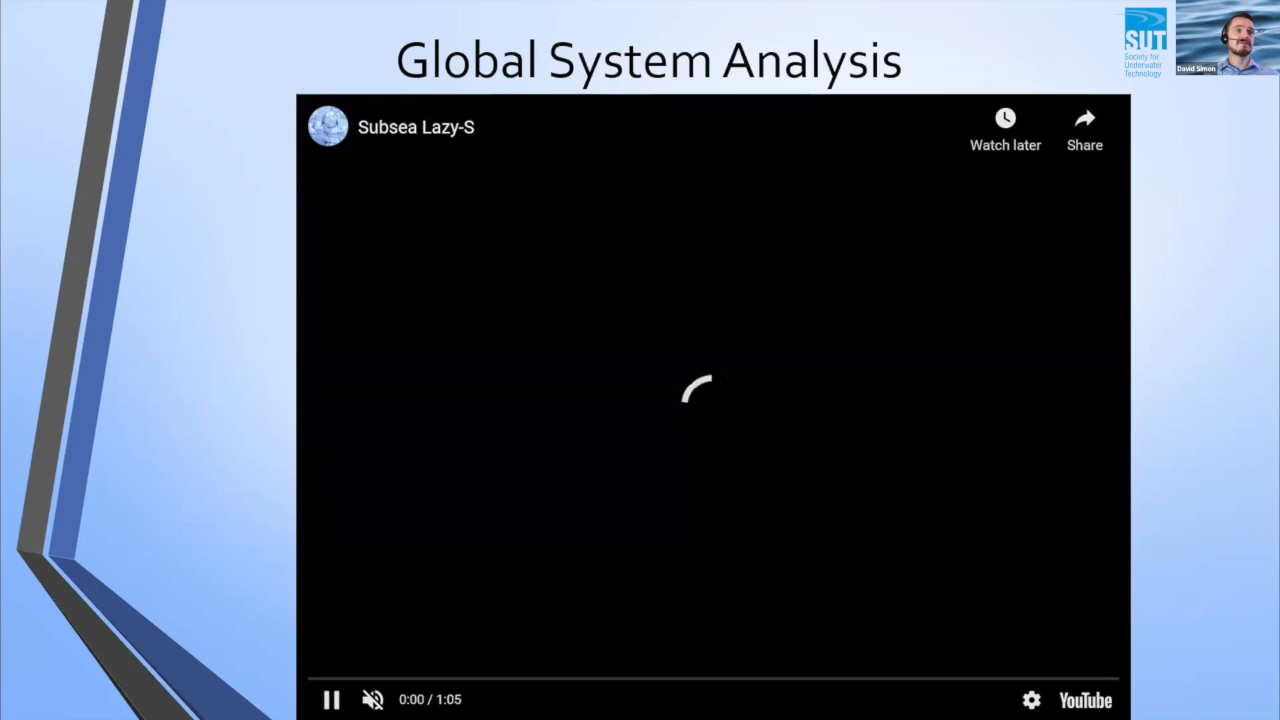 Global System Analysis
SUT
Society for
Underwater
Technology
David Simon
Subsea Lazy-S
Watch later
Share
0:00 / 1:05
YouTube